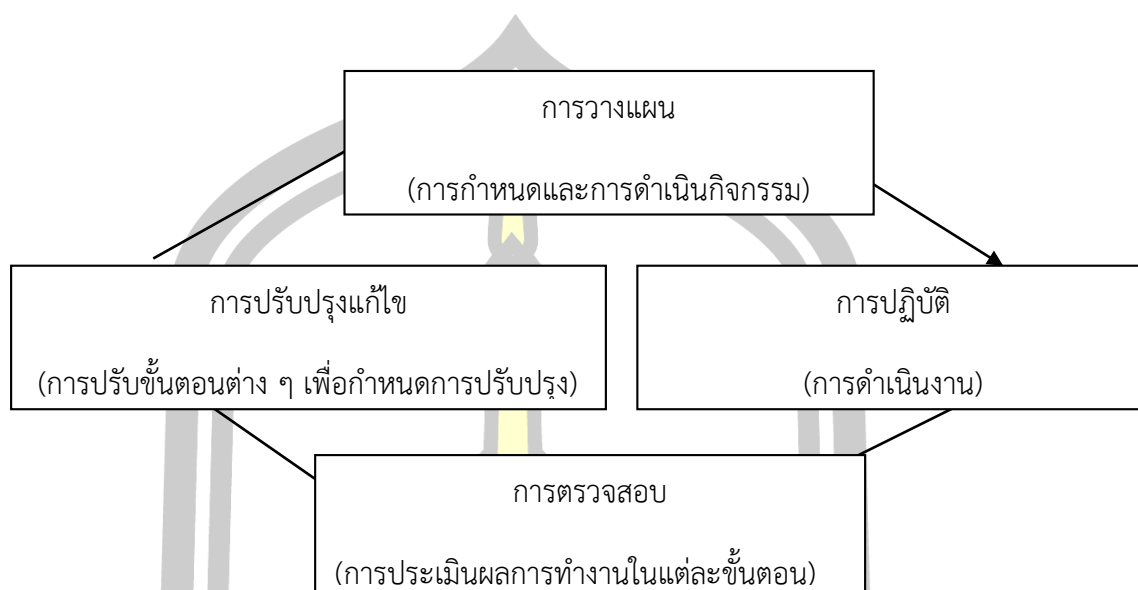 การวางแผน
(การกำหนดและการดำเนินกิจกรรม)
การปรับปรุงแก้ไข
(การปรับขั้นตอนต่าง ๆ เพื่อกำหนดการปรับปรุง)
การปฏิบัติ
(การดำเนินงาน)
การตรวจสอบ
(การประเมินผลการทำงานในแต่ละขั้นตอน)